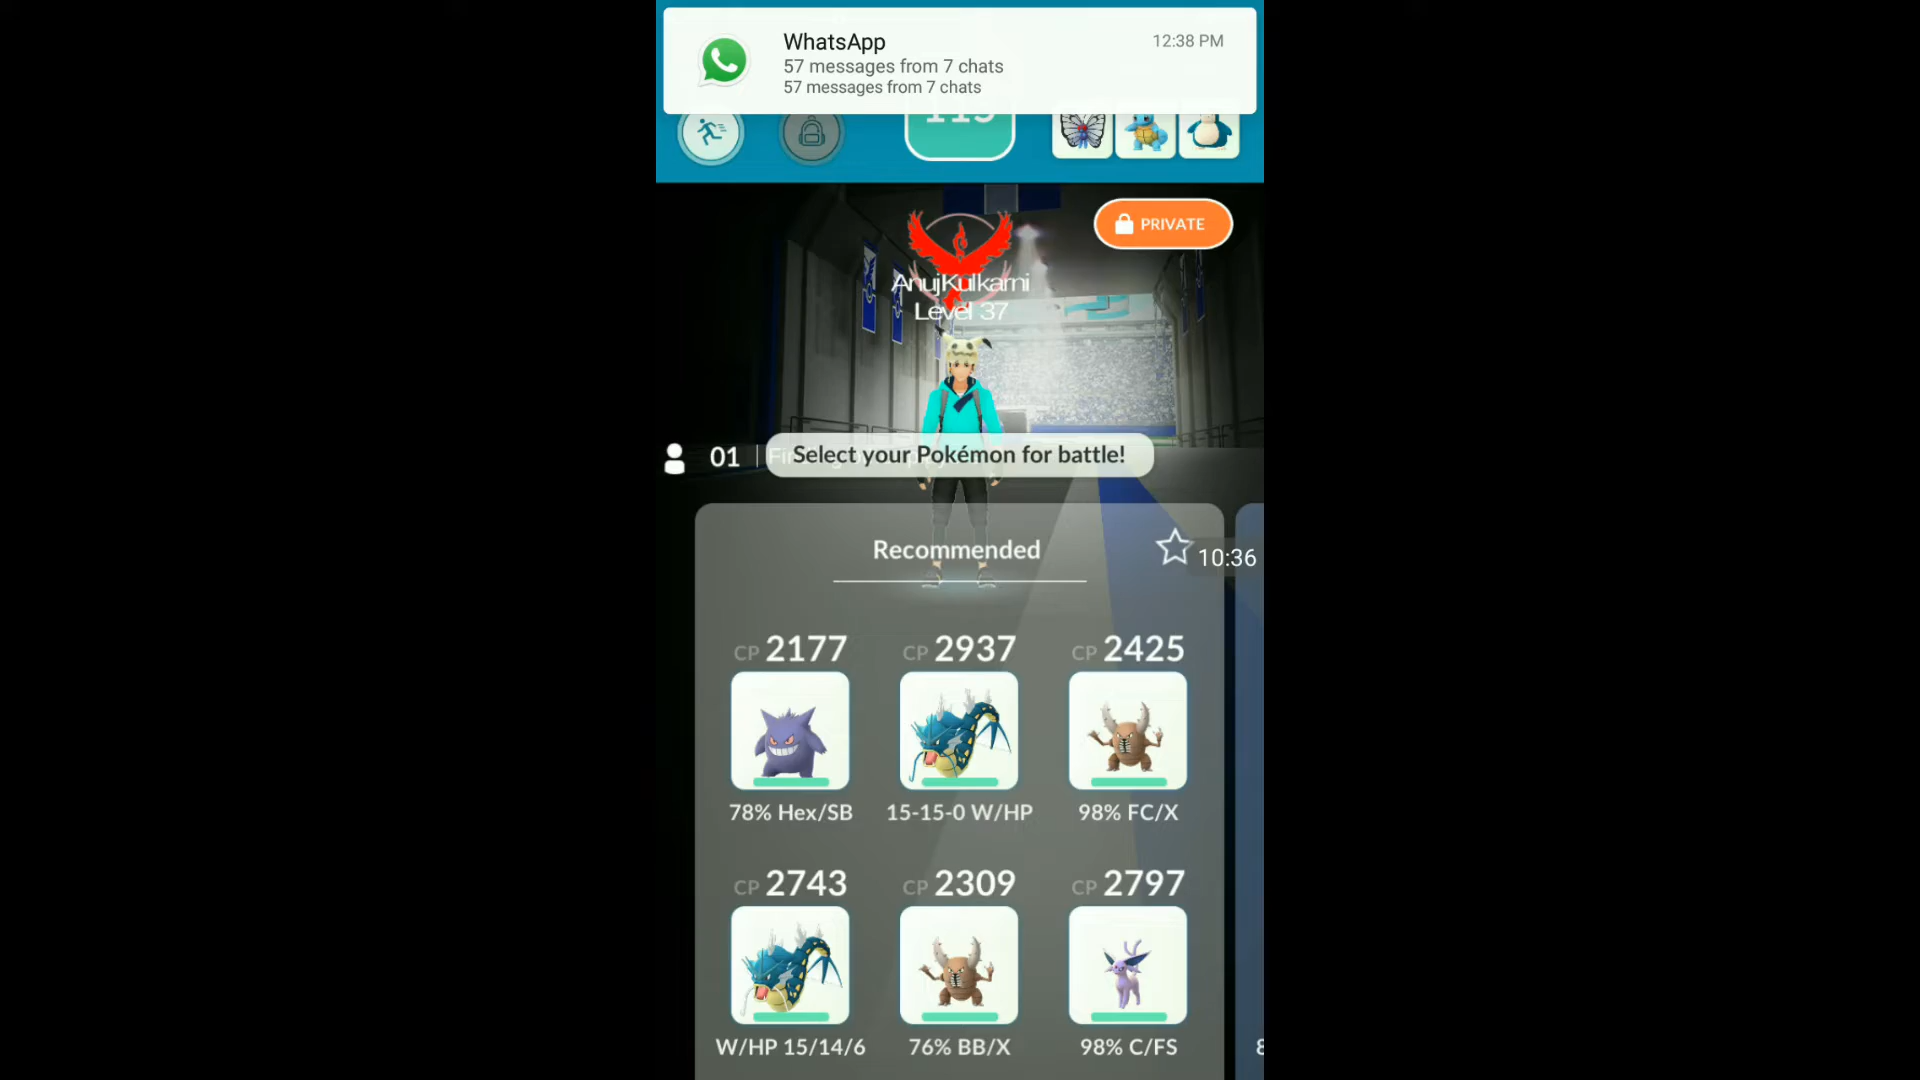 WhatsApp
12:38 PM
57 messages from 7 chats
57 messages from 7 chats
PRIVATE
AnujKulkarni
Level 37
01
Select your Pokémon for battle!
Recommended
10:36
CP 2177
CP 2937
CP 2425
78% Hex/SB
15-15-0 W/HP
98% FC/X
CP 2743
CP 2309
CP 2797
W/HP 15/14/6
76% BB/X
98% C/FS